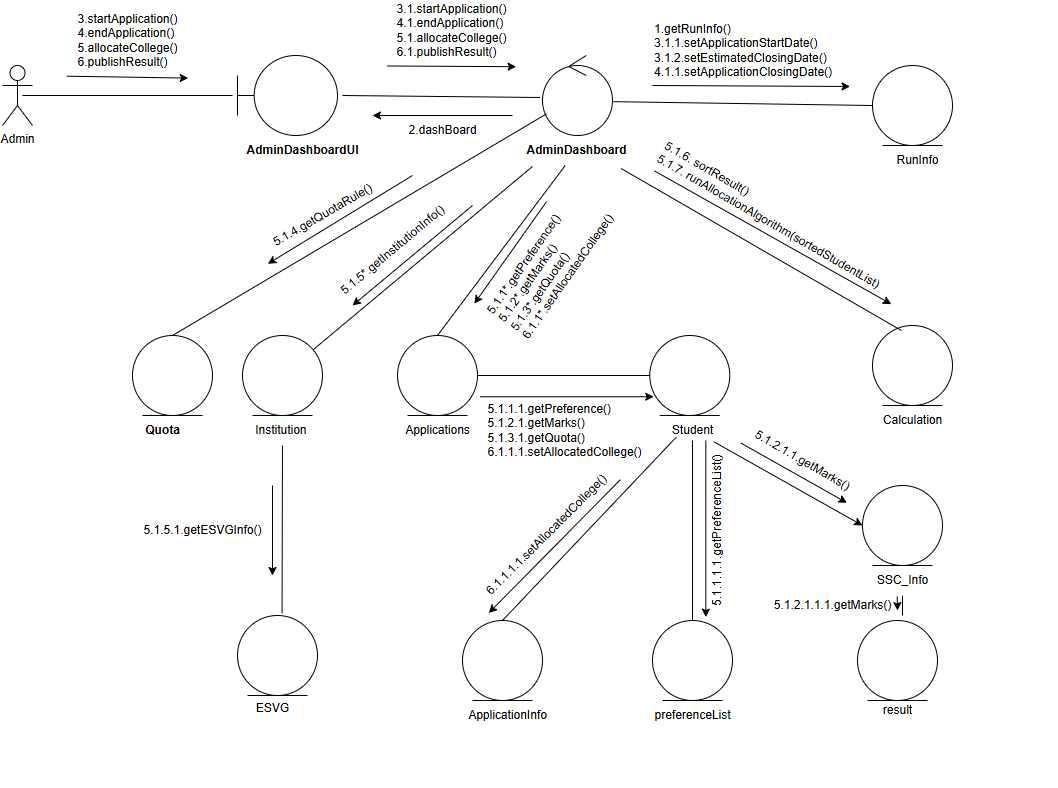 3.startApplication()
4.endApplication()
5.allocateCollege()
6.publishResult()
3.1.startApplication()
4.1.endApplication()
5.1.allocateCollege()
6.1.publishResult()
1.getRunInfo()
3.1.1.setApplicationStartDate()
3.1.2.setEstimatedClosingDate()
4.1.1.setApplicationClosingDate()
2.dashBoard
Admin
AdminDashboardUI
AdminDashboard
RunInfo
5.1.4.getQuotaRule()
5.1.5*.getInstitutionInfo()
5.1.1*.getPreference()
5.1.2*.getMarks()
5.1.3*.getQuota()
6.1.1*.setAllocatedCollege()
5.1.6. sortResult()
5.1.7. runAllocationAlgorithm(sortedStudentList)
Quota
Institution
Applications
Student
Calculation
5.1.1.1.getPreference()
5.1.2.1.getMarks()
5.1.3.1.getQuota()
6.1.1.1.setAllocatedCollege()
5.1.5.1.getESVGInfo()
6.1.1.1.1.setAllocatedCollege()
5.1.1.1.1.getPreferenceList()
5.1.2.1.1.getMarks()
SSC_Info
5.1.2.1.1.1.getMarks()
ESVG
ApplicationInfo
preferenceList
result